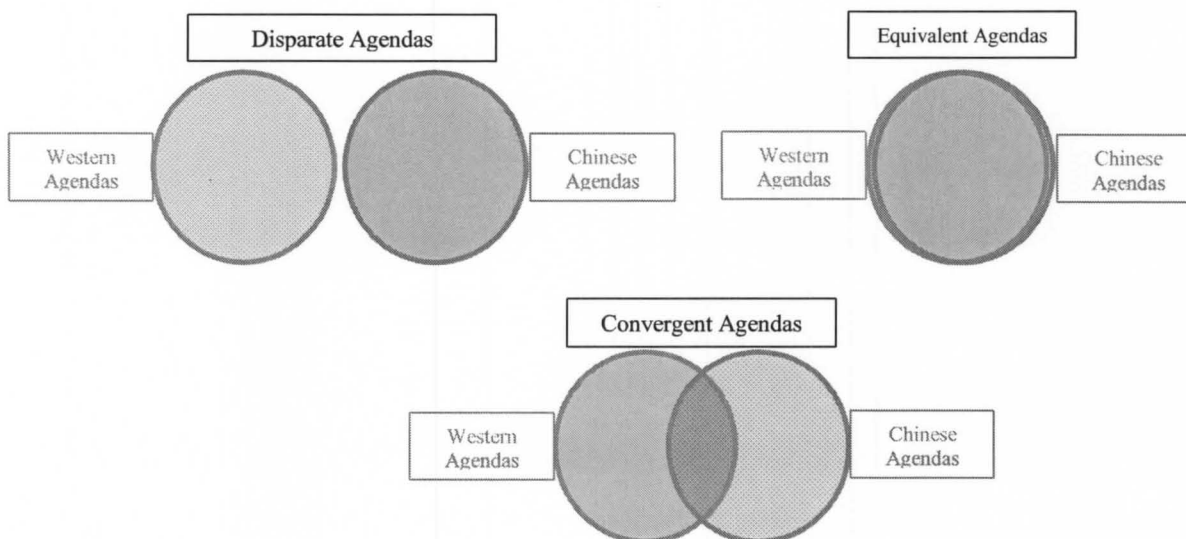 Disparate Agendas
Equivalent Agendas
Western
Agendas
Chinese
Agendas
Western
Agendas
Chinese
Agendas
Convergent Agendas
Western
Agendas
Chinese
Agendas